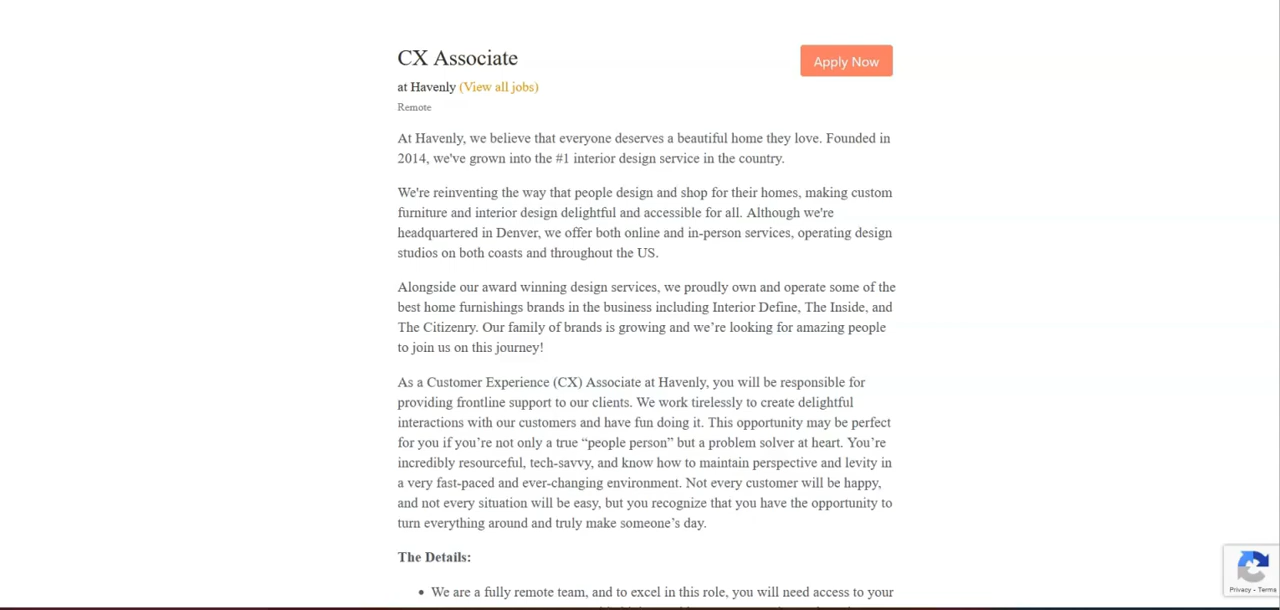 CX Associate
Apply Now
at Havenly (View all jobs)
Remote
At Havenly, we believe that everyone deserves a beautiful home they love. Founded in
2014, we've grown into the #1 interior design service in the country.
We're reinventing the way that people design and shop for their homes, making custom
furniture and interior design delightful and accessible for all. Although we're
headquartered in Denver, we offer both online and in-person services, operating design
studios on both coasts and throughout the US.
Alongside our award winning design services, we proudly own and operate some of the
best home furnishings brands in the business including Interior Define, The Inside, and
The Citizenry. Our family of brands is growing and we’re looking for amazing people
to join us on this journey!
As a Customer Experience (CX) Associate at Havenly, you will be responsible for
providing frontline support to our clients. We work tirelessly to create delightful
interactions with our customers and have fun doing it. This opportunity may be perfect
for you if you’re not only a true “people person” but a problem solver at heart. You’re
incredibly resourceful, tech-savvy, and know how to maintain perspective and levity in
a very fast-paced and ever-changing environment. Not every customer will be happy,
and not every situation will be easy, but you recognize that you have the opportunity to
turn everything around and truly make someone’s day.
The Details:
• We are a fully remote team, and to excel in this role, you will need access to your
Privacy - Terms